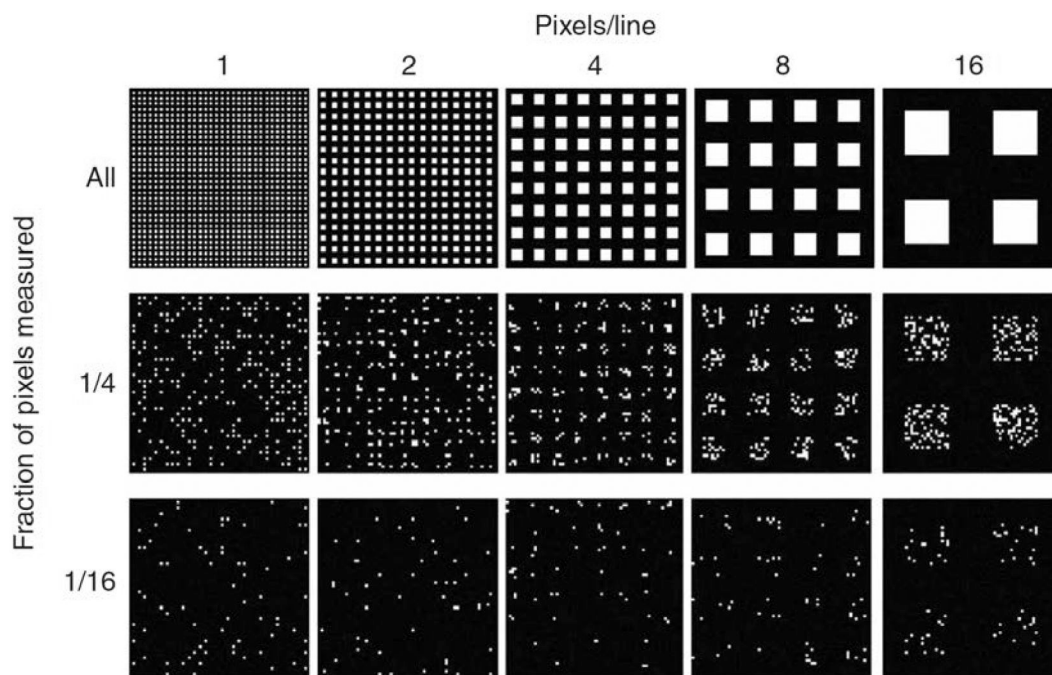 Pixels/line
1 2 4 8 16
Fraction of pixels measured
All
1/4
1/16